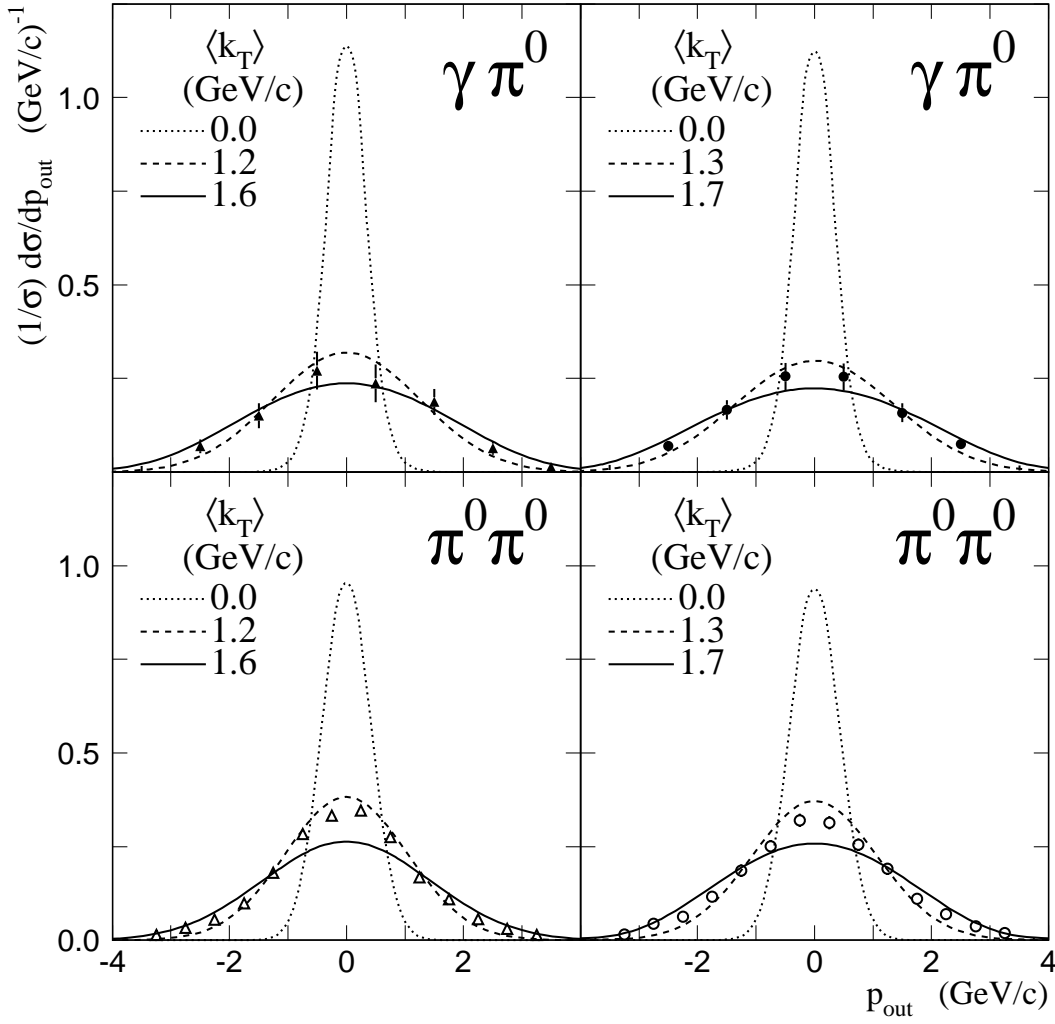 (1/σ) dσ/dp_out (GeV/c)^-1
⟨k_T⟩
(GeV/c)
0.0
1.2
1.6
γ π^0
⟨k_T⟩
(GeV/c)
0.0
1.3
1.7
γ π^0
1.0
0.5
⟨k_T⟩
(GeV/c)
0.0
1.2
1.6
π^0 π^0
⟨k_T⟩
(GeV/c)
0.0
1.3
1.7
π^0 π^0
1.0
0.5
0.0
-4 -2 0 2 -2 0 2 4
p_out (GeV/c)